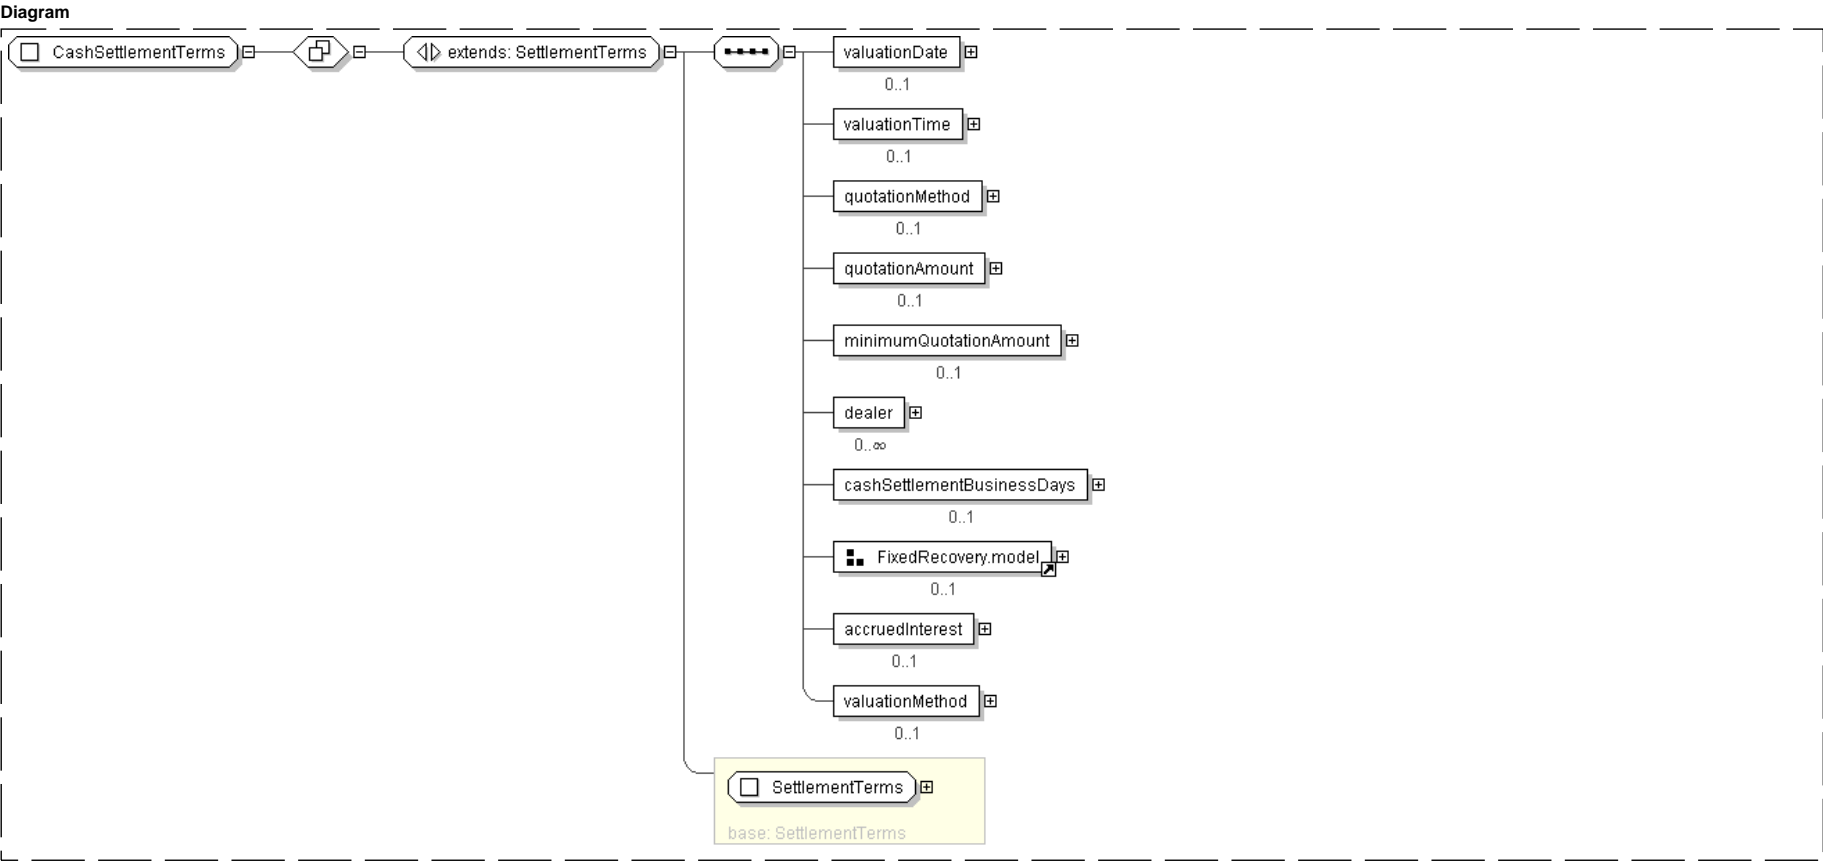 Diagram
CashSettlementTerms
extends: SettlementTerms
valuationDate
0..1
valuationTime
0..1
quotationMethod
0..1
quotationAmount
0..1
minimumQuotationAmount
0..1
dealer
0..∞
cashSettlementBusinessDays
0..1
FixedRecovery.model
0..1
accruedInterest
0..1
valuationMethod
0..1
SettlementTerms
base: SettlementTerms